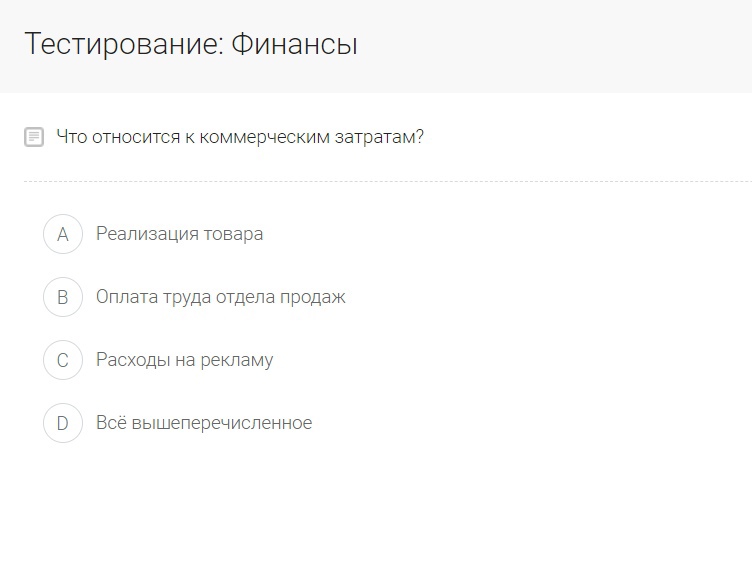 Тестирование: Финансы
Что относится к коммерческим затратам?
A Реализация товара
B Оплата труда отдела продаж
C Расходы на рекламу
D Всё вышеперечисленное